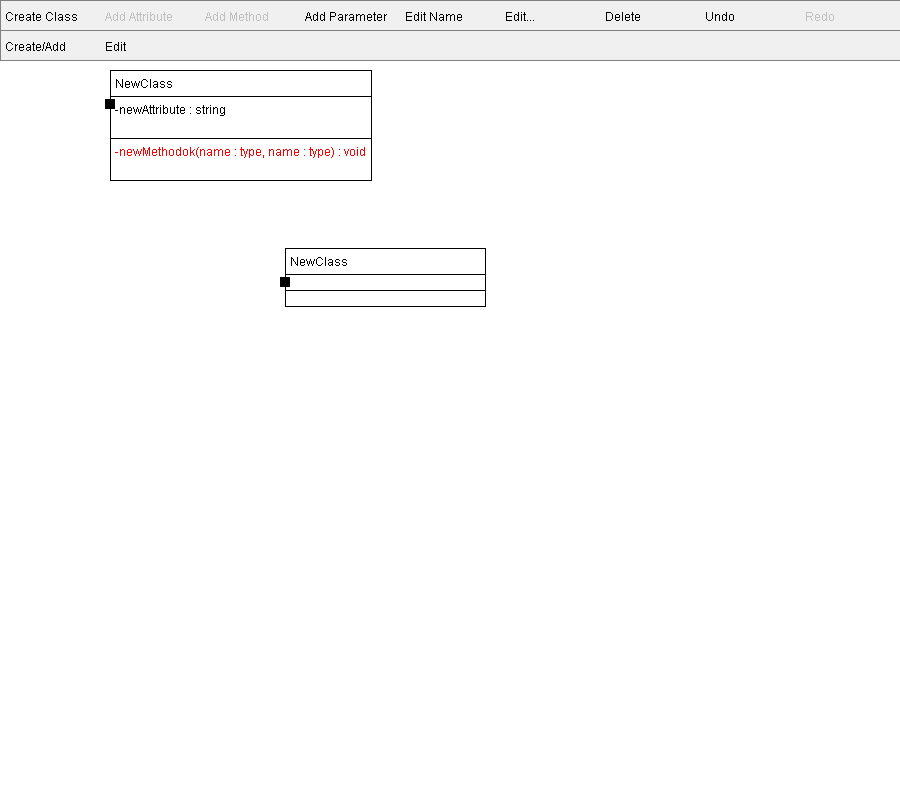 Create Class Add Attribute Add Method Add Parameter Edit Name Edit... Delete Undo Redo
Create/Add Edit
NewClass
-newAttribute : string
-newMethodok(name : type, name : type) : void
NewClass